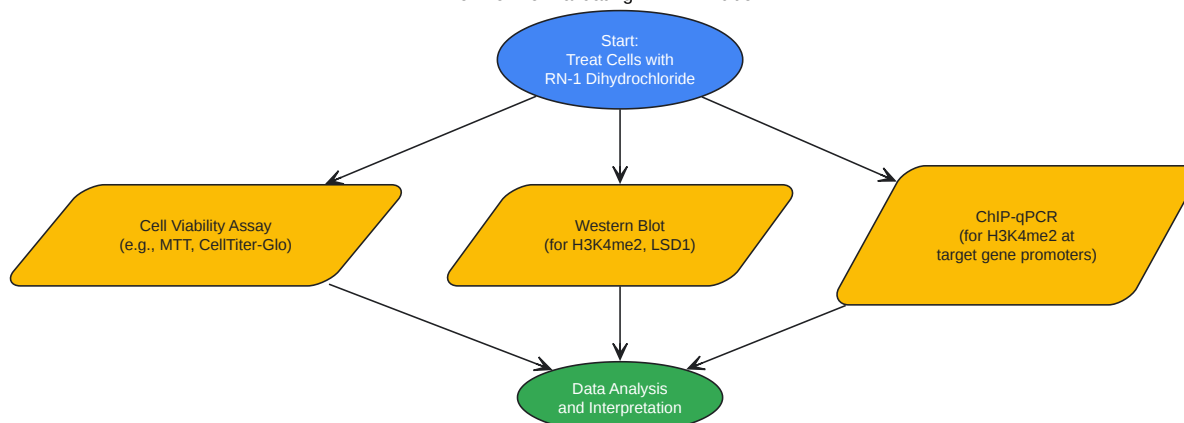 Start:
Treat Cells with
RN-1 Dihydrochloride
Cell Viability Assay
(e.g., MTT, CellTiter-Glo)
Western Blot
(for H3K4me2, LSD1)
ChIP-qPCR
(for H3K4me2 at
target gene promoters)
Data Analysis
and Interpretation